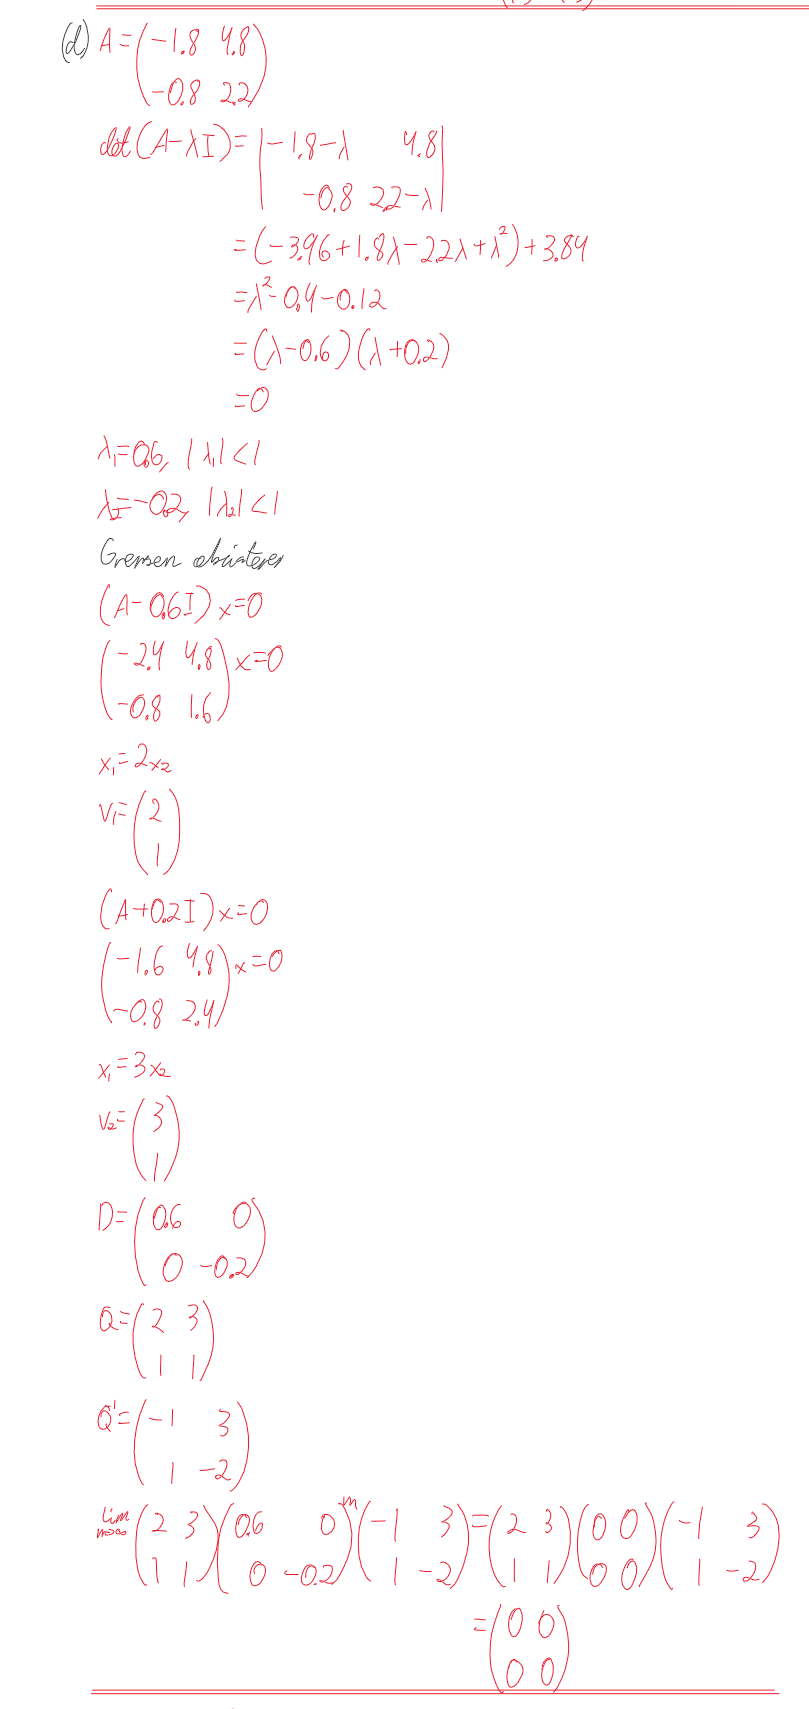 (d) A=(-1.8 4.8
-0.8 2.2)
det(A-λI)=|-1.8-λ 4.8|
|-0.8 2.2-λ|
=(-3.96+1.8λ-2.2λ+λ²)+3.84
=λ²-0.4-0.12
=(λ-0.6)(λ+0.2)
=0
λ₁=0.6, |λ₁|<1
λ₂=-0.2, |λ₂|<1
(A-0.6I)x=0
(-2.4 4.8
-0.8 1.6)x=0
x₁=2x₂
v₁=(2
1)
(A+0.2I)x=0
(-1.6 4.8
-0.8 2.4)x=0
x₁=3x₂
v₂=(3
1)
D=(0.6 0
0 -0.2)
Q=(2 3
1 1)
Q⁻¹=(-1 3
1 -2)
lim m→∞ (2 3)(0.6 0)ᵐ(-1 3)=(2 3)(0 0)(-1 3)
(1 1)(0 -0.2)(1 -2) (1 1)(0 0)(1 -2)
=(0 0
0 0)